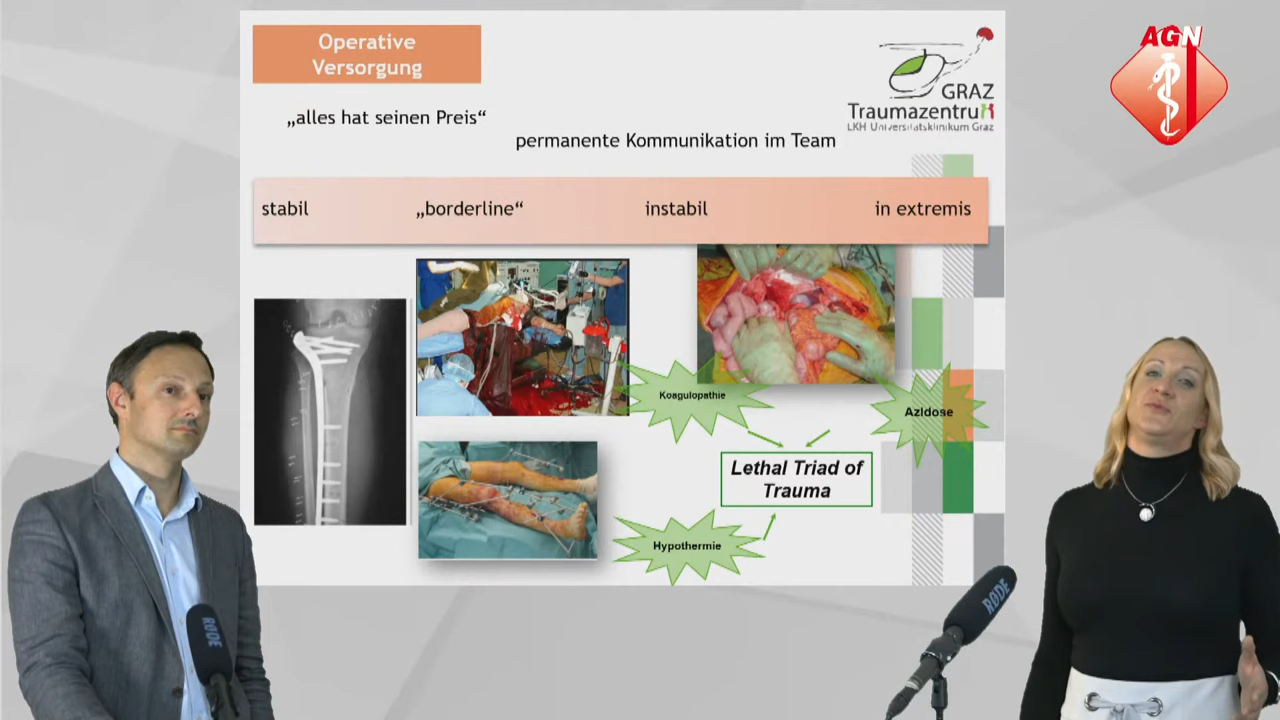 Operative
Versorgung
„alles hat seinen Preis“
permanente Kommunikation im Team
GRAZ
Traumazentrum
LKH Universitätsklinikum Graz
AGN
stabil
„borderline“
instabil
in extremis
Koagulopathie
Azidose
Lethal Triad of
Trauma
Hypothermie
RØDE
RØDE